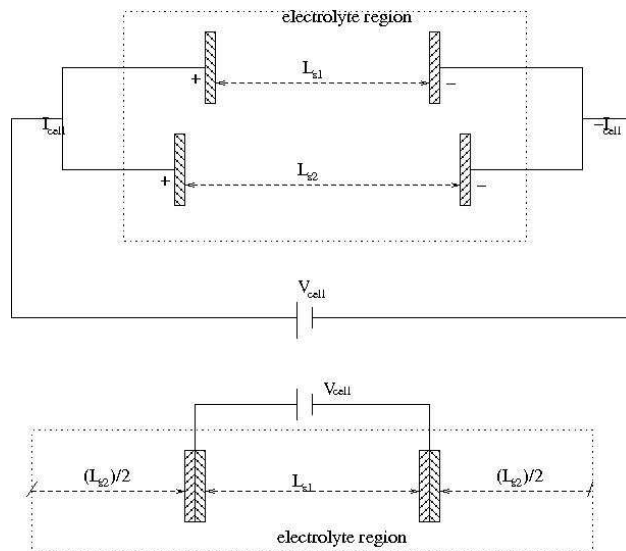 electrolyte region
L_s1
+ −
I_cell −I_cell
L_s2
+ −
V_cell
V_cell
(L_s2)/2 L_s1 (L_s2)/2
electrolyte region